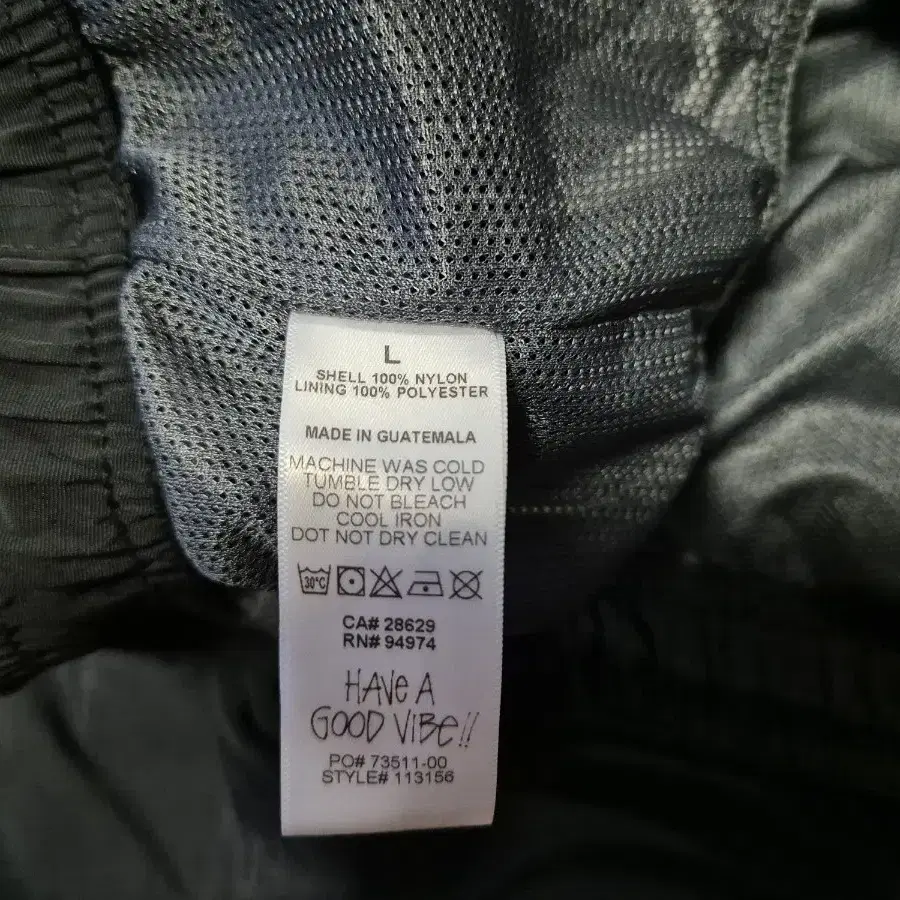 L
SHELL 100% NYLON
LINING 100% POLYESTER
MADE IN GUATEMALA
MACHINE WAS COLD
TUMBLE DRY LOW
DO NOT BLEACH
COOL IRON
DOT NOT DRY CLEAN
30°C
CA# 28629
RN# 94974
HAVE A
GOOD VIBE!!
PO# 73511-00
STYLE# 113156